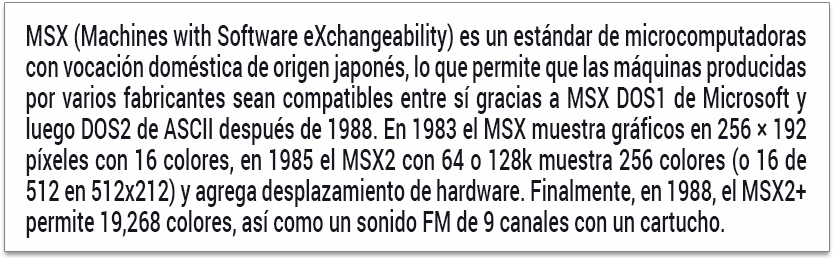 MSX (Machines with Software eXchangeability) es un estándar de microcomputadoras
con vocación doméstica de origen japonés, lo que permite que las máquinas producidas
por varios fabricantes sean compatibles entre sí gracias a MSX DOS1 de Microsoft y
luego DOS2 de ASCII después de 1988. En 1983 el MSX muestra gráficos en 256 × 192
píxeles con 16 colores, en 1985 el MSX2 con 64 o 128k muestra 256 colores (o 16 de
512 en 512x212) y agrega desplazamiento de hardware. Finalmente, en 1988, el MSX2+
permite 19,268 colores, así como un sonido FM de 9 canales con un cartucho.